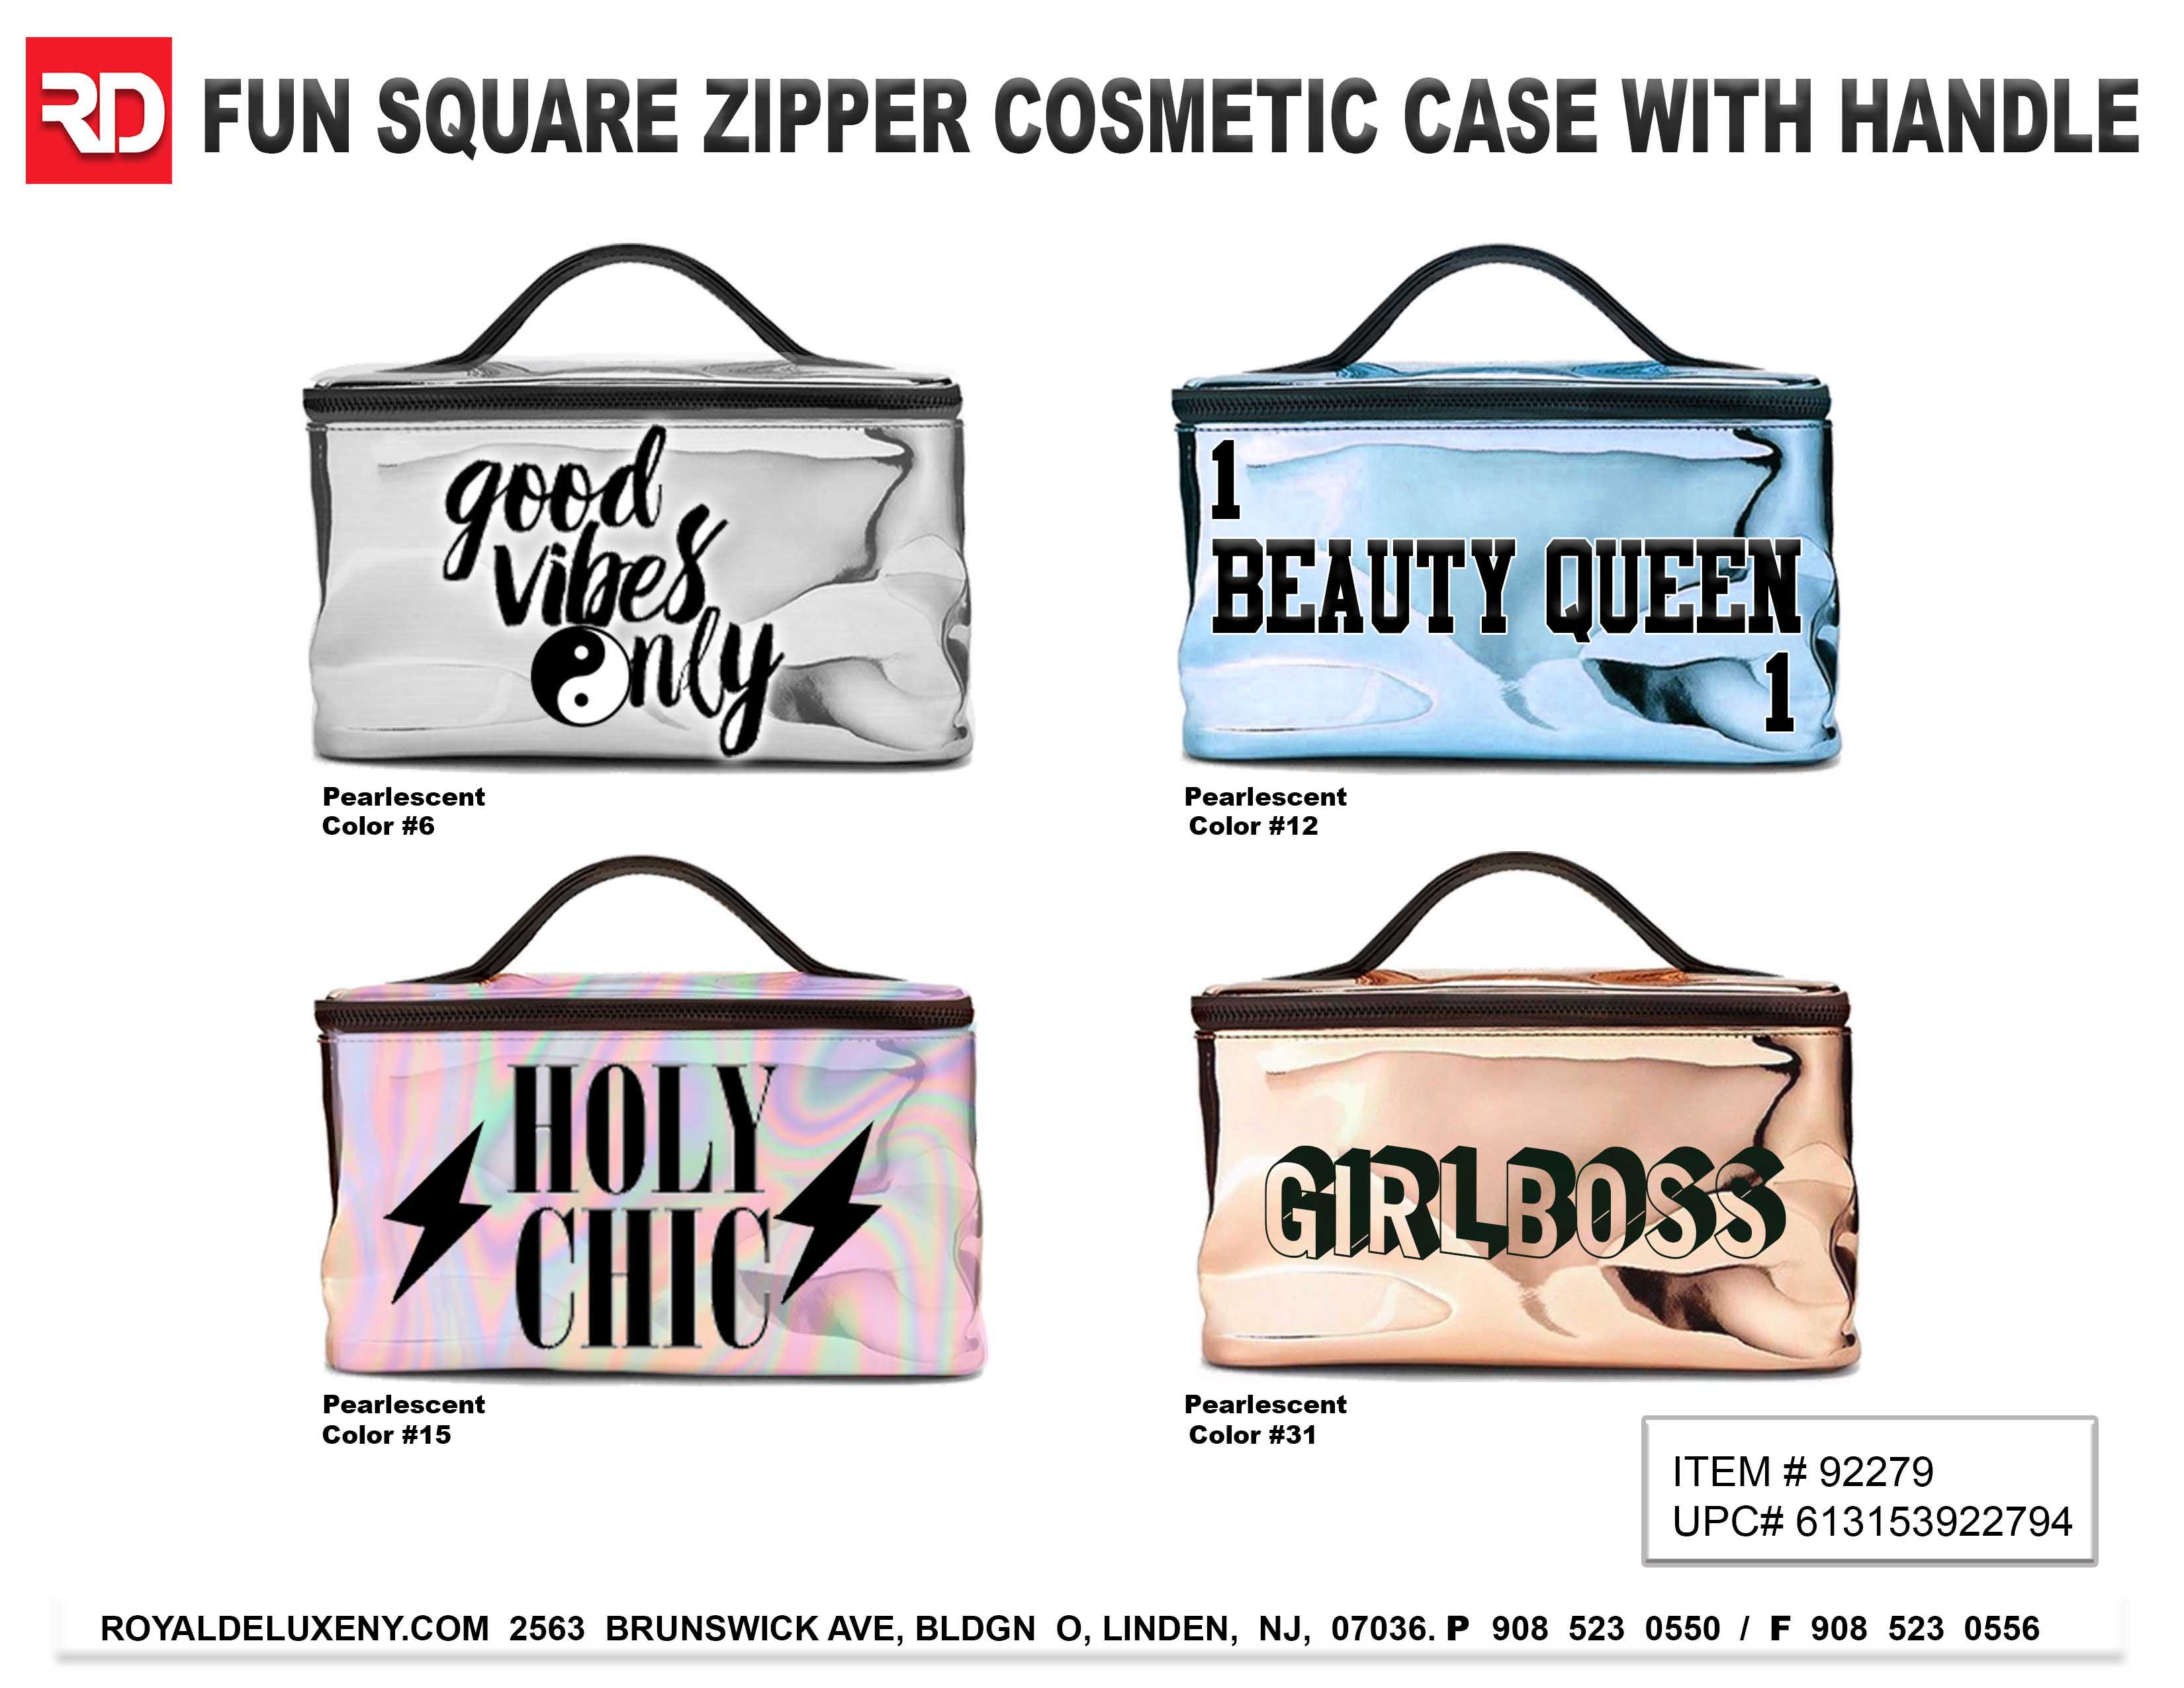 RD FUN SQUARE ZIPPER COSMETIC CASE WITH HANDLE
good
vibes
only
Pearlescent
Color #6
1
BEAUTY QUEEN
1
Pearlescent
Color #12
HOLY
CHIC
Pearlescent
Color #15
GIRLBOSS
Pearlescent
Color #31
ITEM # 92279
UPC# 613153922794
ROYALDELUXENY.COM 2563 BRUNSWICK AVE, BLDGN O, LINDEN, NJ, 07036. P 908 523 0550 / F 908 523 0556